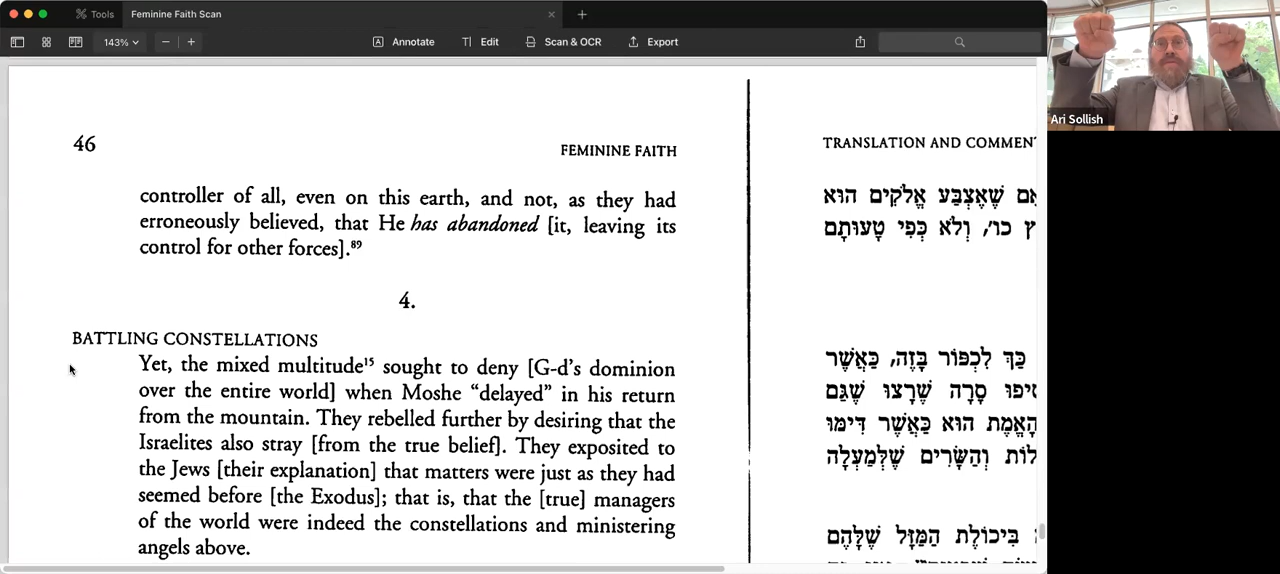 Tools
Feminine Faith Scan
143%
Annotate
Edit
Scan & OCR
Export
Ari Sollish
46
FEMININE FAITH
controller of all, even on this earth, and not, as they had
erroneously believed, that He has abandoned [it, leaving its
control for other forces].89
4.
BATTLING CONSTELLATIONS
Yet, the mixed multitude15 sought to deny [G-d's dominion
over the entire world] when Moshe “delayed” in his return
from the mountain. They rebelled further by desiring that the
Israelites also stray [from the true belief]. They exposited to
the Jews [their explanation] that matters were just as they had
seemed before [the Exodus]; that is, that the [true] managers
of the world were indeed the constellations and ministering
angels above.
TRANSLATION AND COMMENT
שֶׁאֶצְבַּע אֱלֹקִים הוּא
ץ כו׳, וְלֹא כְּפִי טָעוּתָם
כַּךְ לִכְפּוֹר בָּזֶה, כַּאֲשֶׁר
סָרָה שֶׁרָצוּ שֶׁגַּם
הָאֱמֶת הוּא כַּאֲשֶׁר דִּימוּ
לוֹת וְהַשָּׂרִים שֶׁלְּמַעְלָה
בִּיכוֹלֶת הַמַּזָּל שֶׁלָּהֶם